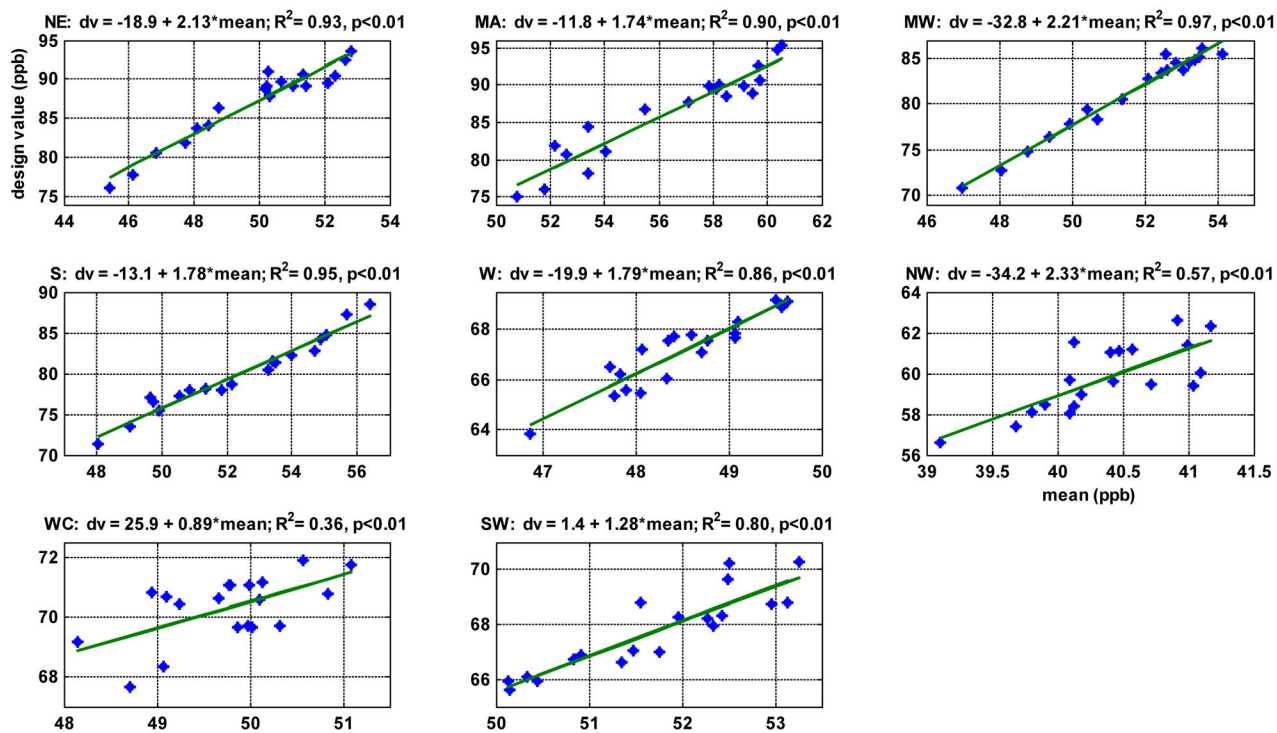 NE: dv = -18.9 + 2.13*mean; R²= 0.93, p<0.01
design value (ppb)
95
90
85
80
75
44 46 48 50 52 54
MA: dv = -11.8 + 1.74*mean; R²= 0.90, p<0.01
95
90
85
80
75
50 52 54 56 58 60 62
MW: dv = -32.8 + 2.21*mean; R²= 0.97, p<0.01
85
80
75
70
46 48 50 52 54
S: dv = -13.1 + 1.78*mean; R²= 0.95, p<0.01
90
85
80
75
70
48 50 52 54 56
W: dv = -19.9 + 1.79*mean; R²= 0.86, p<0.01
68
66
64
47 48 49 50
NW: dv = -34.2 + 2.33*mean; R²= 0.57, p<0.01
64
62
60
58
56
39 39.5 40 40.5 41 41.5
mean (ppb)
WC: dv = 25.9 + 0.89*mean; R²= 0.36, p<0.01
72
70
68
48 49 50 51
SW: dv = 1.4 + 1.28*mean; R²= 0.80, p<0.01
70
68
66
50 51 52 53